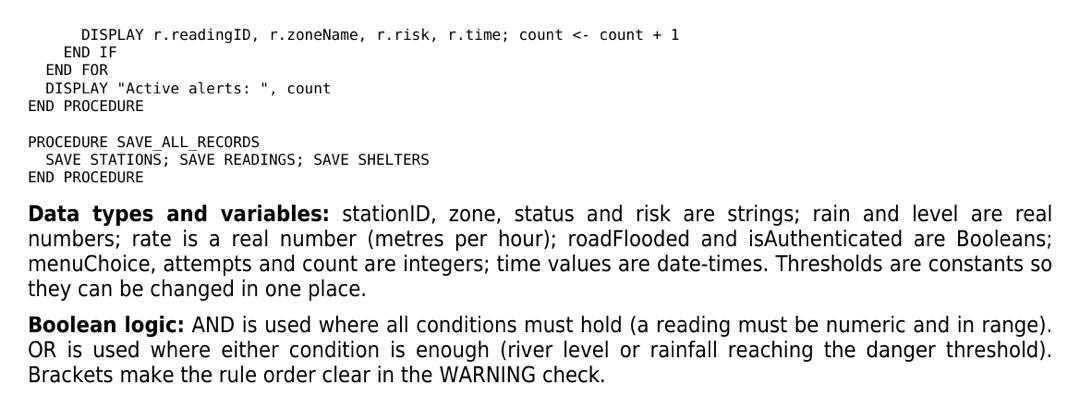 DISPLAY r.readingID, r.zoneName, r.risk, r.time; count <- count + 1
END IF
END FOR
DISPLAY "Active alerts: ", count
END PROCEDURE
PROCEDURE SAVE_ALL_RECORDS
SAVE STATIONS; SAVE READINGS; SAVE SHELTERS
END PROCEDURE
Data types and variables: stationID, zone, status and risk are strings; rain and level are real
numbers; rate is a real number (metres per hour); roadFlooded and isAuthenticated are Booleans;
menuChoice, attempts and count are integers; time values are date-times. Thresholds are constants so
they can be changed in one place.
Boolean logic: AND is used where all conditions must hold (a reading must be numeric and in range).
OR is used where either condition is enough (river level or rainfall reaching the danger threshold).
Brackets make the rule order clear in the WARNING check.